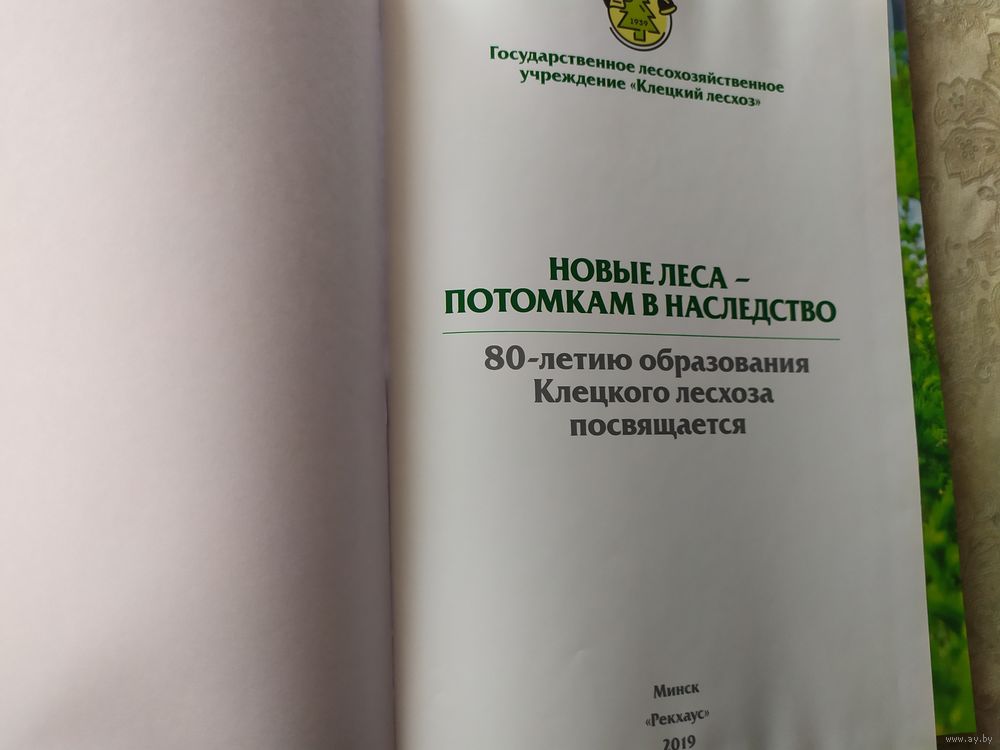 1939
Государственное лесохозяйственное
учреждение «Клецкий лесхоз»
НОВЫЕ ЛЕСА –
ПОТОМКАМ В НАСЛЕДСТВО
80-летию образования
Клецкого лесхоза
посвящается
Минск
«Рекхаус»
2019
www.ay.by